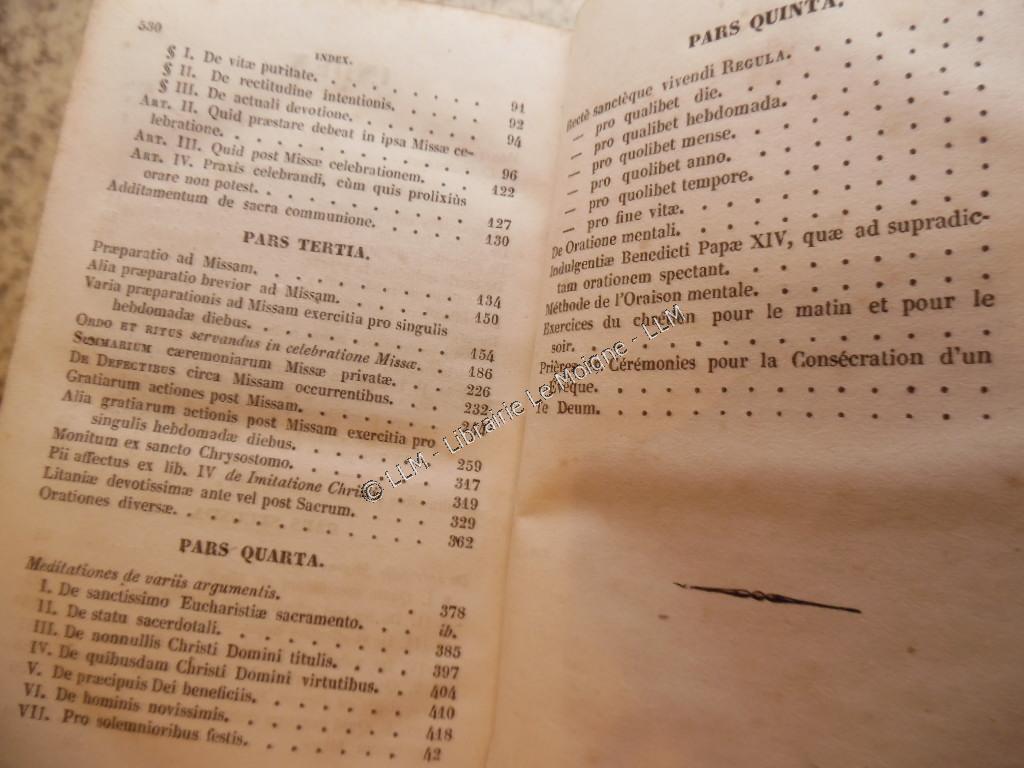 530
INDEX.
§ I. De vitæ puritate. 91
§ II. De rectitudine intentionis. 92
§ III. De actuali devotione. 94
ART. II. Quid præstare debeat in ipsa Missæ ce-
lebratione. 96
ART. III. Quid post Missæ celebrationem. 122
ART. IV. Praxis celebrandi, cùm quis prolixiùs
orare non potest. 127
Additamentum de sacra communione. 130
PARS TERTIA.
Præparatio ad Missam. 134
Alia præparatio brevior ad Missam. 150
Varia præparationis ad Missam exercitia pro singulis
hebdomadæ diebus. 154
ORDO ET RITUS servandus in celebratione Missæ. 186
SUMMARIUM cæremoniarum Missæ privatæ. 226
DE DEFECTIBUS circa Missam occurrentibus. 232
Gratiarum actiones post Missam.
Alia gratiarum actionis post Missam exercitia pro
singulis hebdomadæ diebus. 259
Monitum ex sancto Chrysostomo. 317
Pii affectus ex lib. IV de Imitatione Christi 319
Litaniæ devotissimæ ante vel post Sacrum. 329
Orationes diversæ. 362
PARS QUARTA.
Meditationes de variis argumentis. 378
I. De sanctissimo Eucharistiæ sacramento. ib.
II. De statu sacerdotali. 385
III. De nonnullis Christi Domini titulis. 397
IV. De quibusdam Christi Domini virtutibus. 404
V. De præcipuis Dei beneficiis. 410
VI. De hominis novissimis. 418
VII. Pro solemnioribus festis. 42
PARS QUINTA.
Rectè sanctèque vivendi REGULA.
— pro qualibet die.
— pro qualibet hebdomada.
— pro quolibet mense.
— pro quolibet anno.
— pro quolibet tempore.
— pro fine vitæ.
De Oratione mentali.
Indulgentiæ Benedicti Papæ XIV, quæ ad supradic-
tam orationem spectant.
Méthode de l'Oraison mentale.
Exercices du chrétien pour le matin et pour le
soir.
Prières et Cérémonies pour la Consécration d'un
évêque.
Te Deum.
© LLM - Librairie Le Moigne - LLM